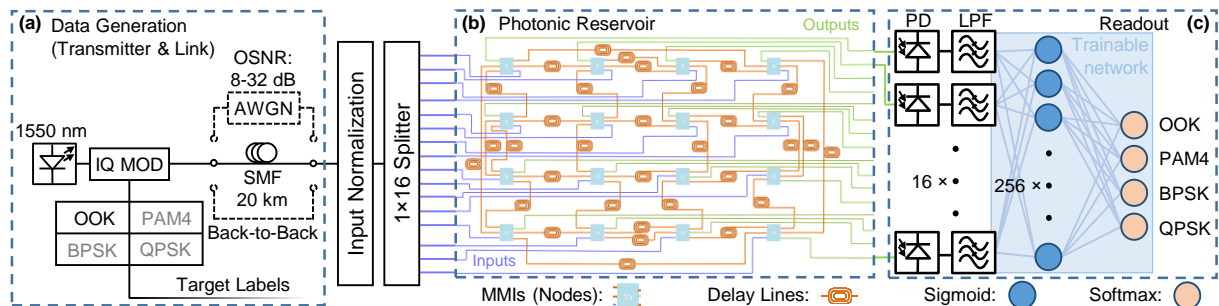 (a) Data Generation
(Transmitter & Link)
OSNR:
8-32 dB
AWGN
1550 nm
IQ MOD
SMF
20 km
Back-to-Back
OOK PAM4
BPSK QPSK
Target Labels
Input Normalization
1×16 Splitter
(b) Photonic Reservoir
Outputs
Inputs
MMIs (Nodes):
Delay Lines:
PD LPF Readout (c)
Trainable
network
16 ×
256 ×
OOK
PAM4
BPSK
QPSK
Sigmoid:
Softmax: